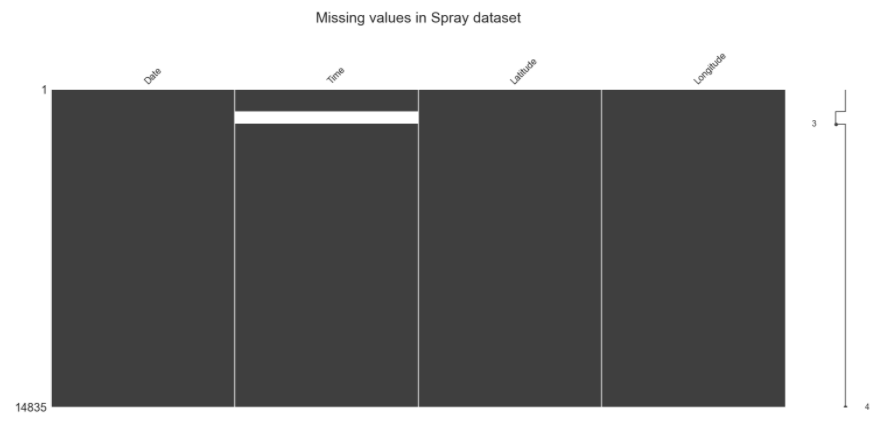 Missing values in Spray dataset
Date Time Latitude Longitude
1
3
14835
4